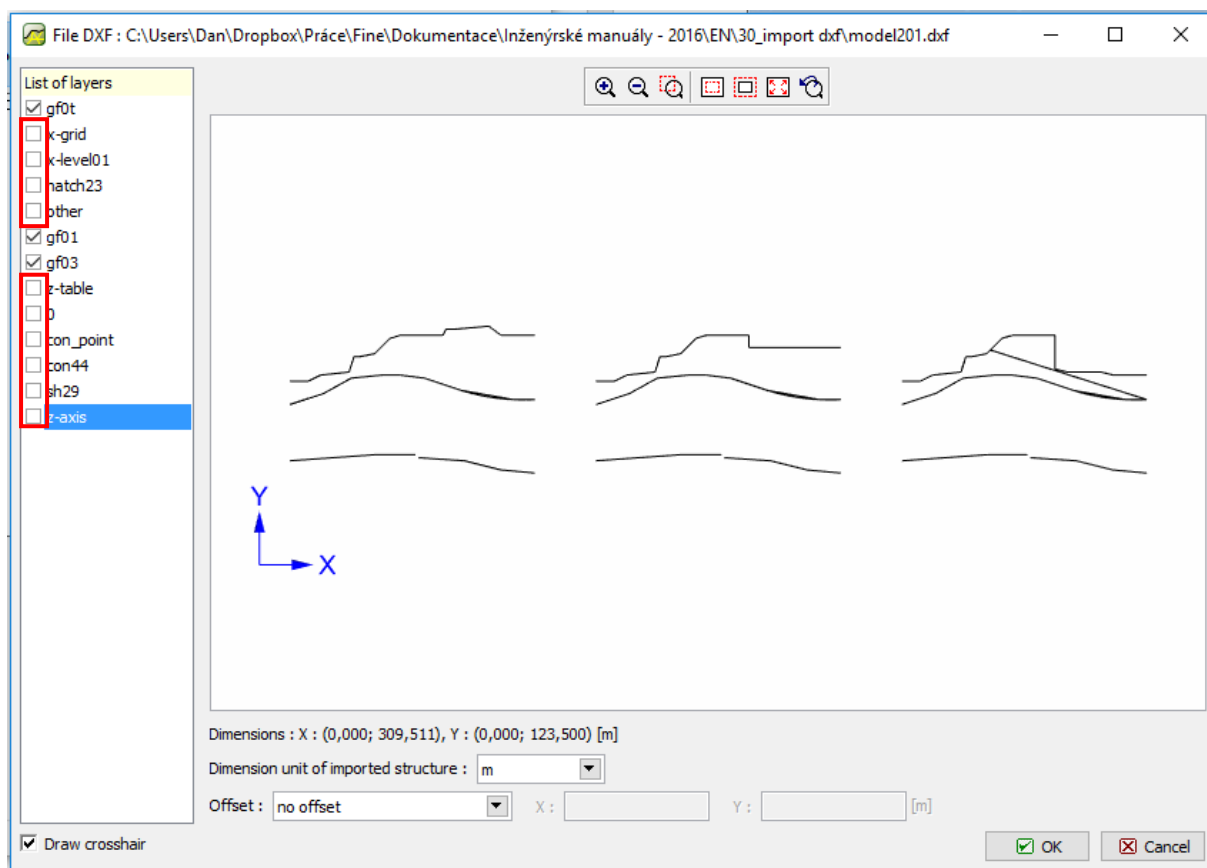 File DXF : C:\Users\Dan\Dropbox\Práce\Fine\Dokumentace\Inženýrské manuály - 2016\EN\30_import dxf\model201.dxf
List of layers
gf0t
x-grid
x-level01
hatch23
other
gf01
gf03
z-table
0
con_point
con44
sh29
z-axis
Y
X
Dimensions : X : (0,000; 309,511), Y : (0,000; 123,500) [m]
Dimension unit of imported structure : m
Offset : no offset X : Y : [m]
Draw crosshair
OK Cancel